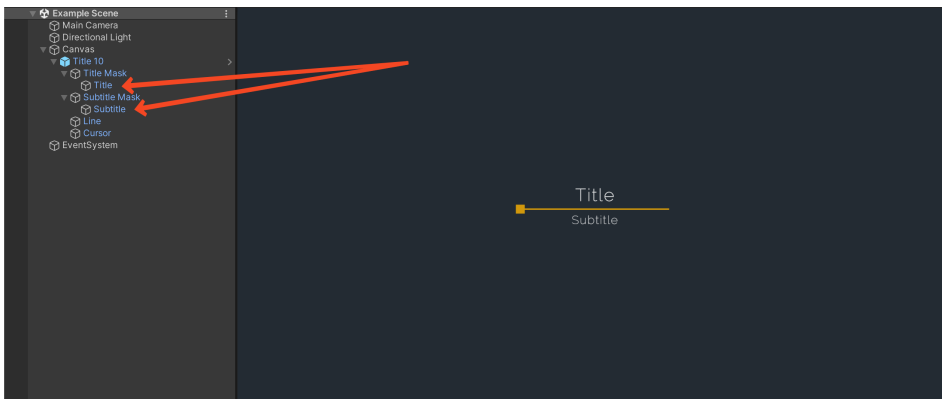 Example Scene
Main Camera
Directional Light
Canvas
Title 10
Title Mask
Title
Subtitle Mask
Subtitle
Line
Cursor
EventSystem
Title
Subtitle